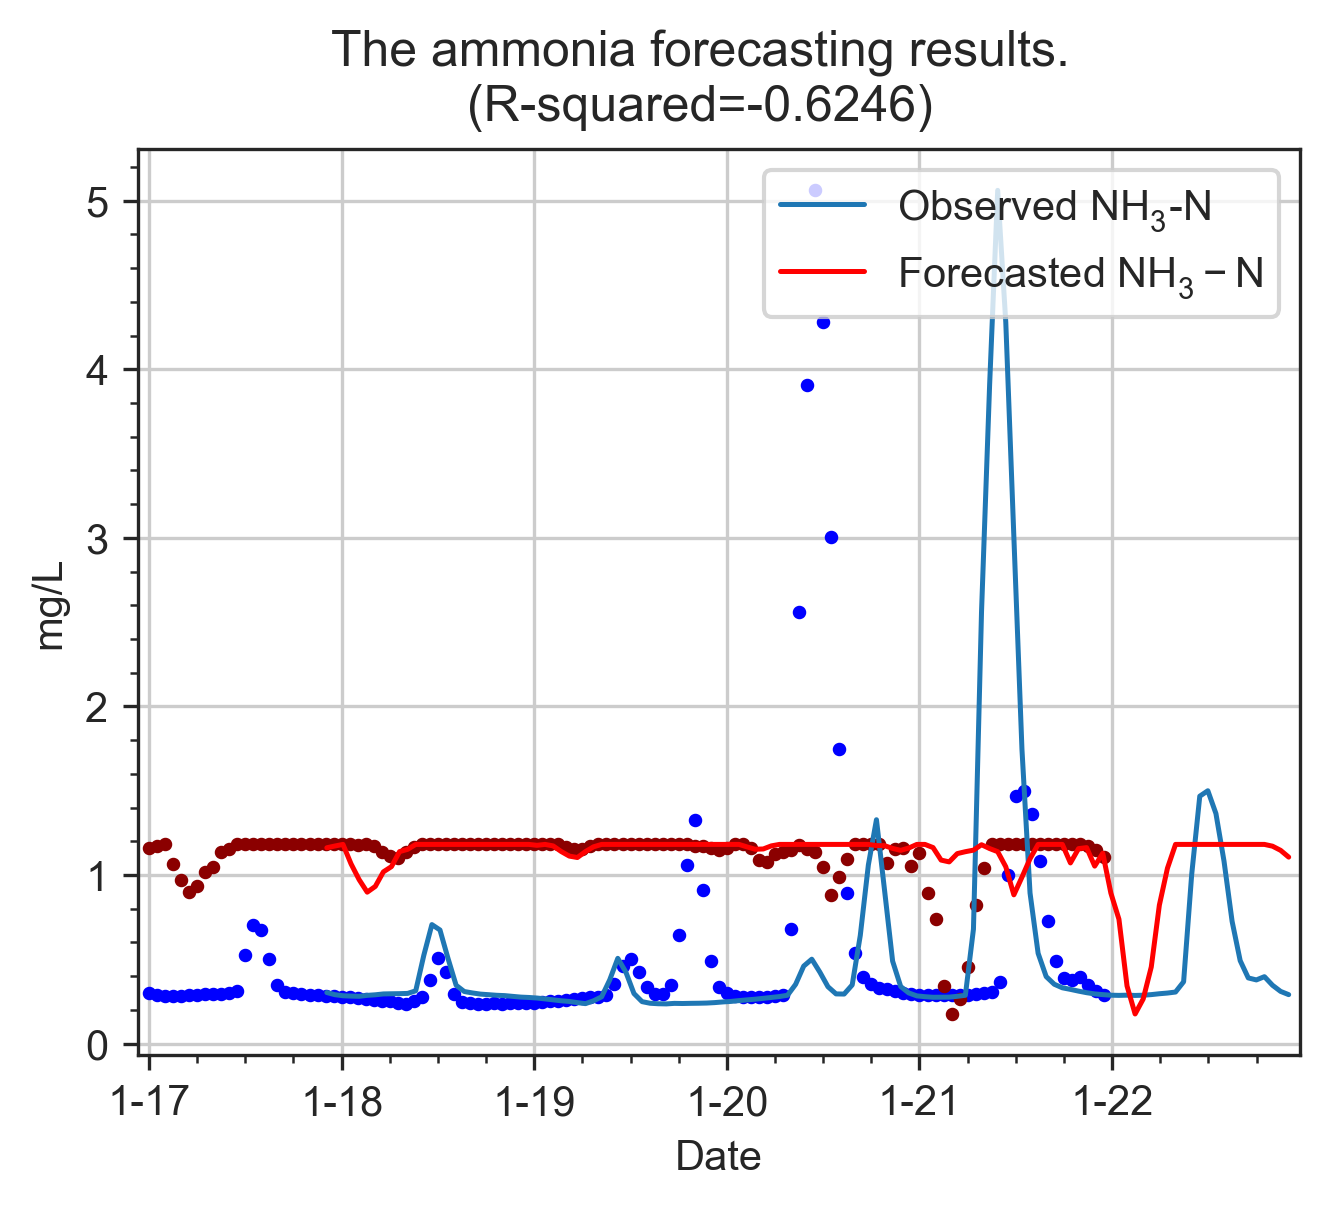 The ammonia forecasting results.
(R-squared=-0.6246)
Observed NH₃-N
Forecasted NH₃ − N
mg/L
5
4
3
2
1
0
1-17 1-18 1-19 1-20 1-21 1-22
Date